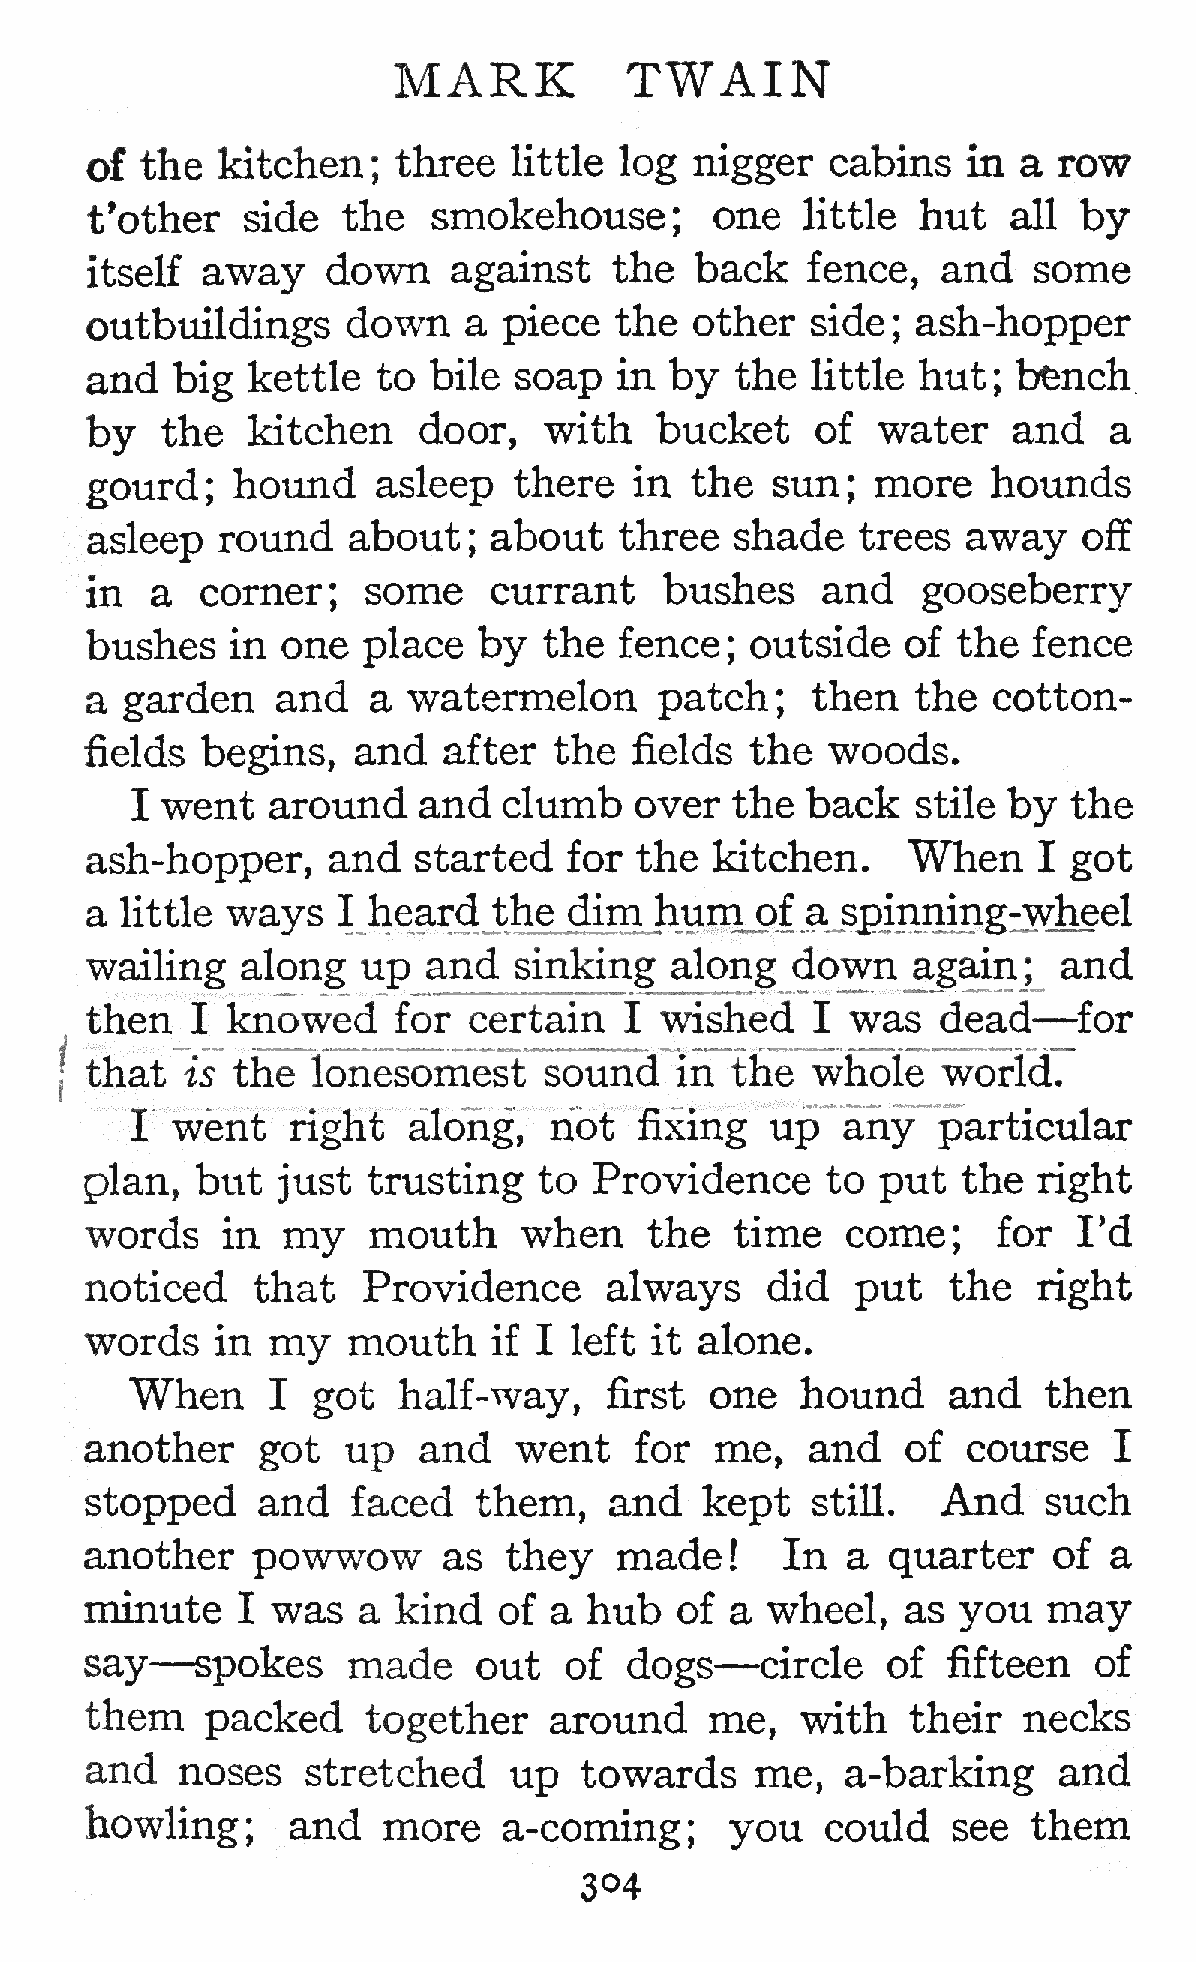 MARK TWAIN
of the kitchen; three little log nigger cabins in a row
t'other side the smokehouse; one little hut all by
itself away down against the back fence, and some
outbuildings down a piece the other side; ash-hopper
and big kettle to bile soap in by the little hut; bench
by the kitchen door, with bucket of water and a
gourd; hound asleep there in the sun; more hounds
asleep round about; about three shade trees away off
in a corner; some currant bushes and gooseberry
bushes in one place by the fence; outside of the fence
a garden and a watermelon patch; then the cotton-
fields begins, and after the fields the woods.
I went around and clumb over the back stile by the
ash-hopper, and started for the kitchen. When I got
a little ways I heard the dim hum of a spinning-wheel
wailing along up and sinking along down again; and
then I knowed for certain I wished I was dead—for
that is the lonesomest sound in the whole world.
I went right along, not fixing up any particular
plan, but just trusting to Providence to put the right
words in my mouth when the time come; for I'd
noticed that Providence always did put the right
words in my mouth if I left it alone.
When I got half-way, first one hound and then
another got up and went for me, and of course I
stopped and faced them, and kept still. And such
another powwow as they made! In a quarter of a
minute I was a kind of a hub of a wheel, as you may
say—spokes made out of dogs—circle of fifteen of
them packed together around me, with their necks
and noses stretched up towards me, a-barking and
howling; and more a-coming; you could see them
304